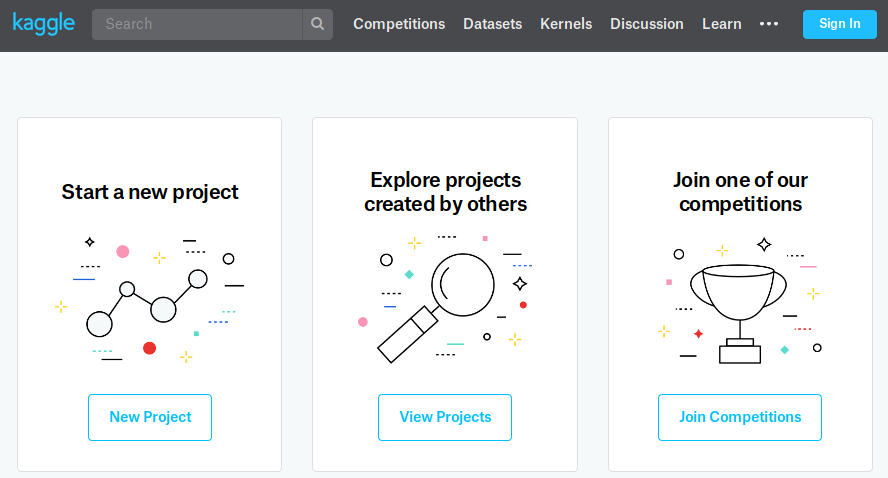 kaggle Search Competitions Datasets Kernels Discussion Learn Sign In
Start a new project
New Project
Explore projects
created by others
View Projects
Join one of our
competitions
Join Competitions